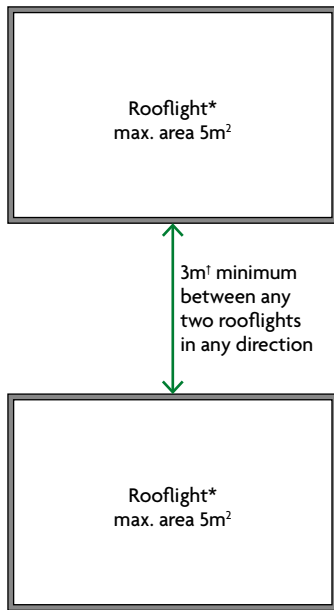 Rooflight*
max. area 5m²
3m† minimum
between any
two rooflights
in any direction
Rooflight*
max. area 5m²